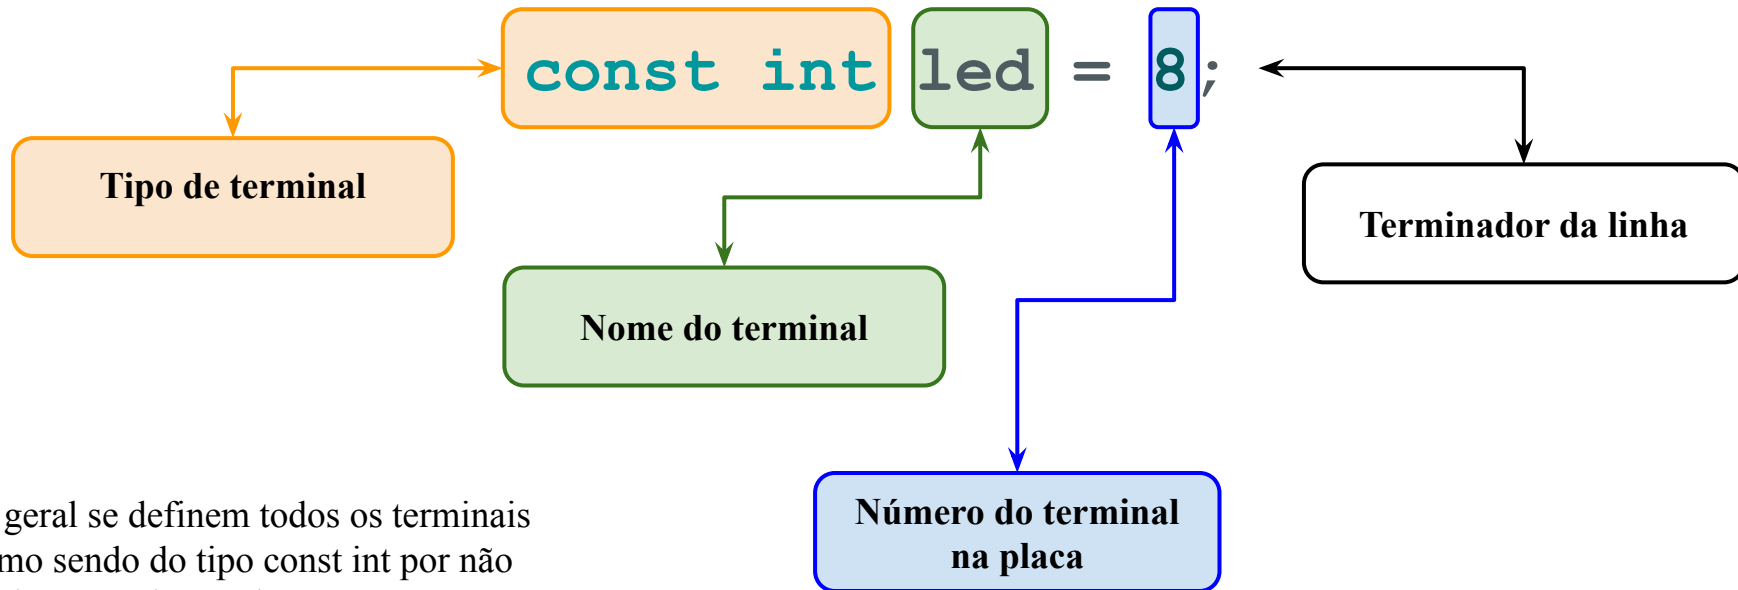 const int led = 8;
Tipo de terminal
Terminador da linha
Nome do terminal
Número do terminal
na placa
geral se definem todos os terminais
mo sendo do tipo const int por não